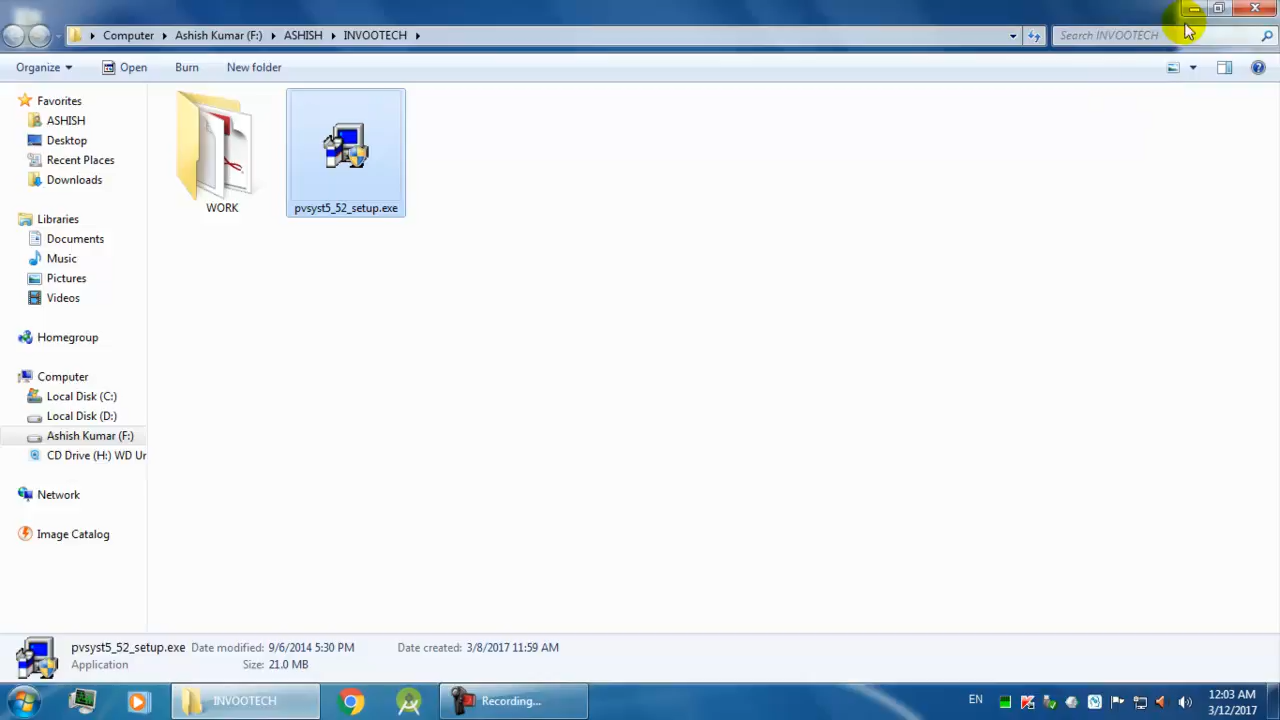 Computer Ashish Kumar (F:) ASHISH INVOOTECH
Search INVOOTECH
Organize Open Burn New folder
Favorites
ASHISH
Desktop
Recent Places
Downloads
Libraries
Documents
Music
Pictures
Videos
Homegroup
Computer
Local Disk (C:)
Local Disk (D:)
Ashish Kumar (F:)
CD Drive (H:) WD Ur
Network
Image Catalog
WORK
pvsyst5_52_setup.exe
pvsyst5_52_setup.exe Date modified: 9/6/2014 5:30 PM Date created: 3/8/2017 11:59 AM
Application Size: 21.0 MB
INVOOTECH
Recording...
EN
12:03 AM
3/12/2017